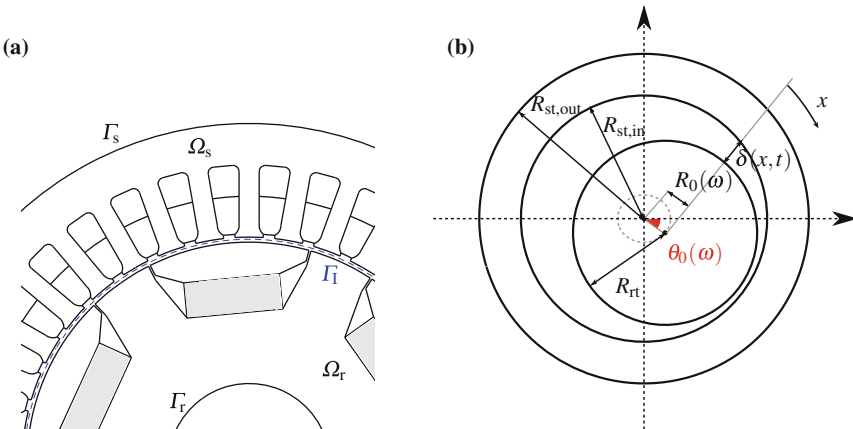 (a)
Γs
Ωs
ΓI
Ωr
Γr
(b)
Rst,out
Rst,in
x
δ(x,t)
R0(ω)
θ0(ω)
Rrt